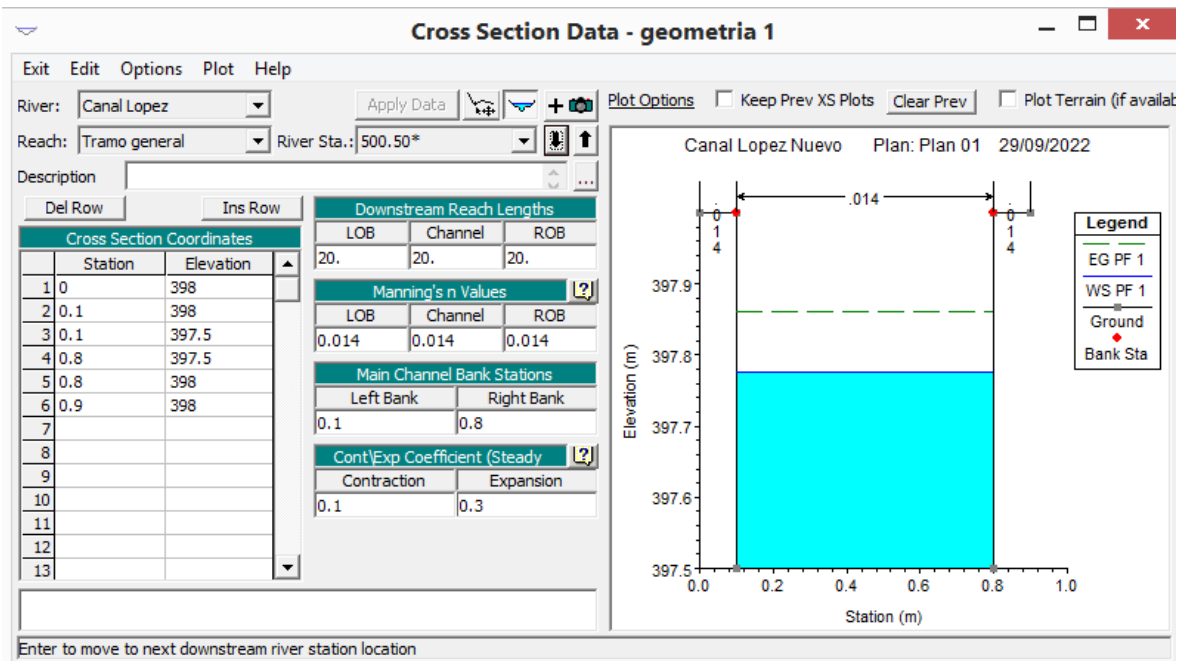 Cross Section Data - geometria 1
Exit Edit Options Plot Help
River: Canal Lopez Apply Data
Reach: Tramo general River Sta.: 500.50*
Description ...
Del Row Ins Row
Cross Section Coordinates
Station Elevation
1 0 398
2 0.1 398
3 0.1 397.5
4 0.8 397.5
5 0.8 398
6 0.9 398
7
8
9
10
11
12
13
Downstream Reach Lengths
LOB Channel ROB
20. 20. 20.
Manning's n Values
LOB Channel ROB
0.014 0.014 0.014
Main Channel Bank Stations
Left Bank Right Bank
0.1 0.8
Cont\Exp Coefficient (Steady
Contraction Expansion
0.1 0.3
Plot Options Keep Prev XS Plots Clear Prev Plot Terrain (if availab
Canal Lopez Nuevo Plan: Plan 01 29/09/2022
.014 .014 .014
Legend
EG PF 1
WS PF 1
Ground
Bank Sta
397.9
397.8
397.7
397.6
397.5
Elevation (m)
0.0 0.2 0.4 0.6 0.8 1.0
Station (m)
Enter to move to next downstream river station location